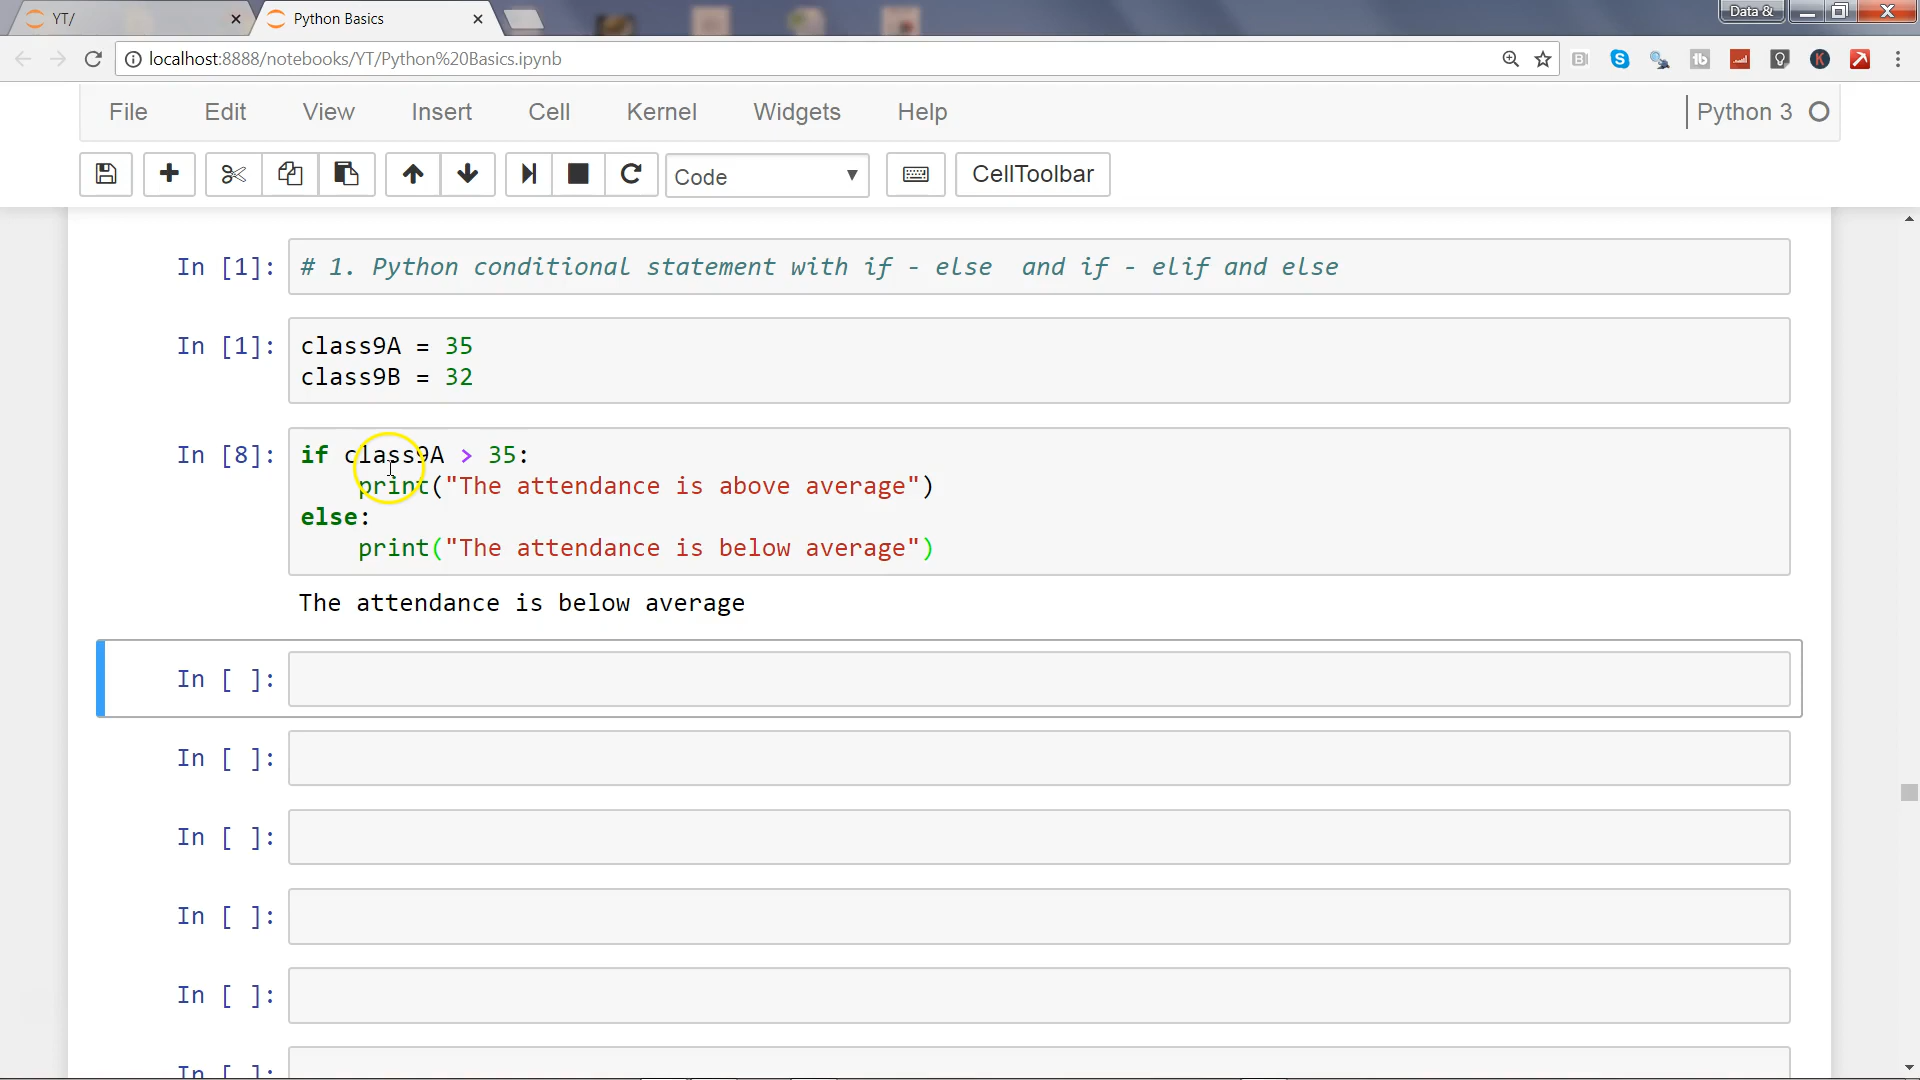 YT/
Python Basics
Data &
localhost:8888/notebooks/YT/Python%20Basics.ipynb
File Edit View Insert Cell Kernel Widgets Help
Python 3
Code
CellToolbar
In [1]: # 1. Python conditional statement with if - else  and if - elif and else
In [1]: class9A = 35
class9B = 32
In [8]: if class9A > 35:
    print("The attendance is above average")
else:
    print("The attendance is below average")
The attendance is below average
In [ ]:
In [ ]:
In [ ]:
In [ ]:
In [ ]:
In [ ]: